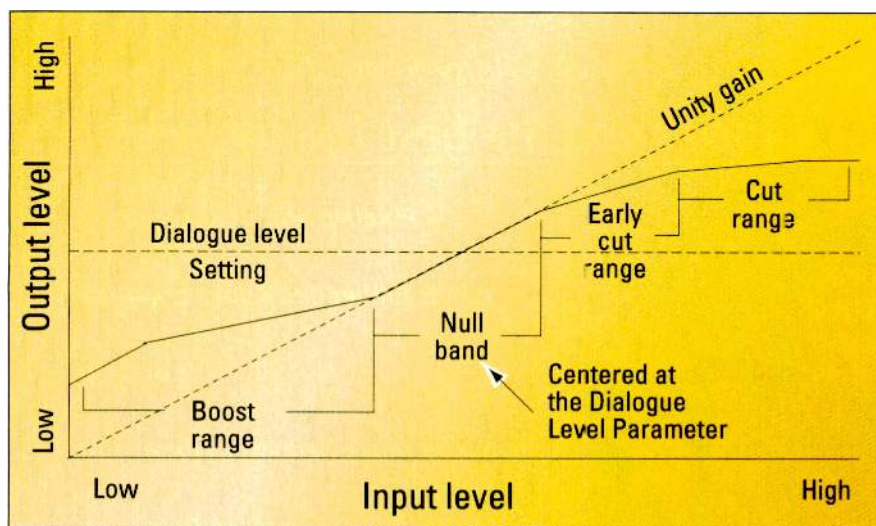 High
Output level
Low
Unity gain
Dialogue level
Setting
Early
cut
range
Cut
range
Null
band
Boost
range
Centered at
the Dialogue
Level Parameter
Low
Input level
High